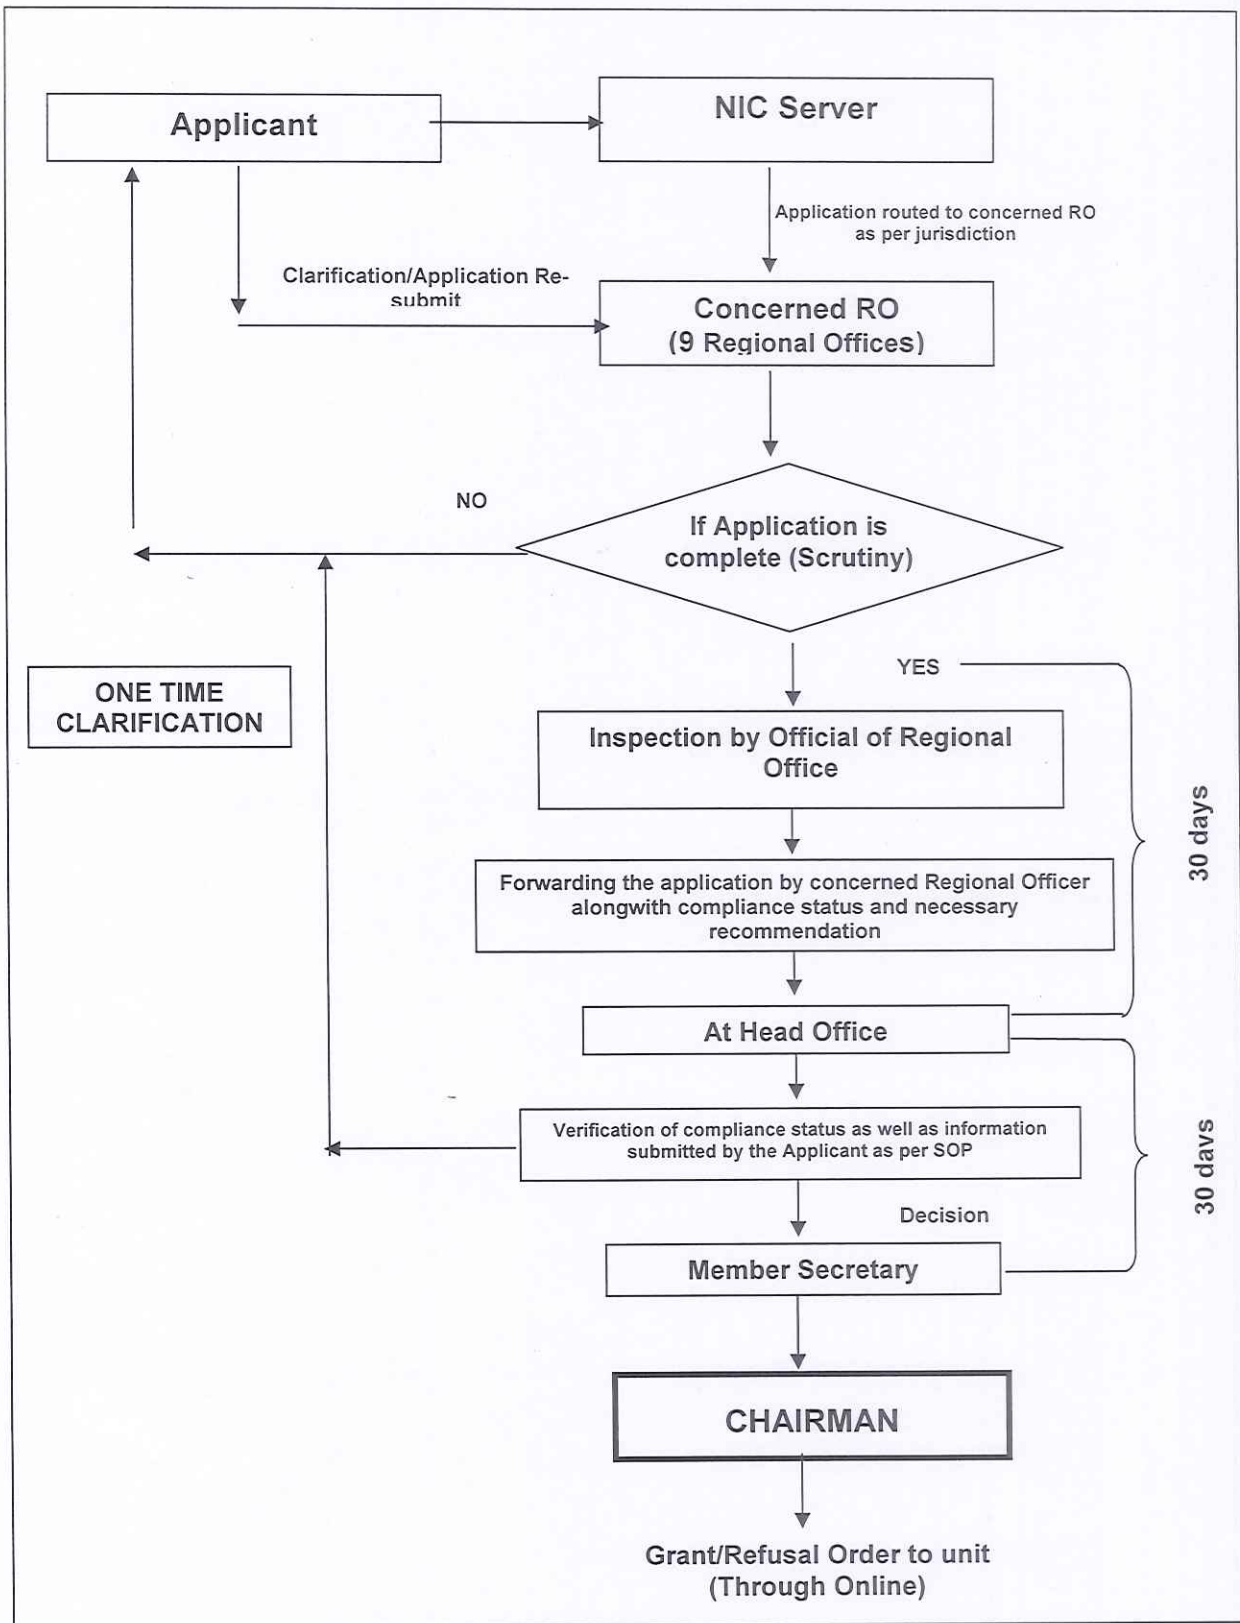 Applicant
NIC Server
Application routed to concerned RO
as per jurisdiction
Clarification/Application Re-
submit
Concerned RO
(9 Regional Offices)
NO
If Application is
complete (Scrutiny)
YES
ONE TIME
CLARIFICATION
Inspection by Official of Regional
Office
30 days
Forwarding the application by concerned Regional Officer
alongwith compliance status and necessary
recommendation
At Head Office
Verification of compliance status as well as information
submitted by the Applicant as per SOP
30 days
Decision
Member Secretary
CHAIRMAN
Grant/Refusal Order to unit
(Through Online)